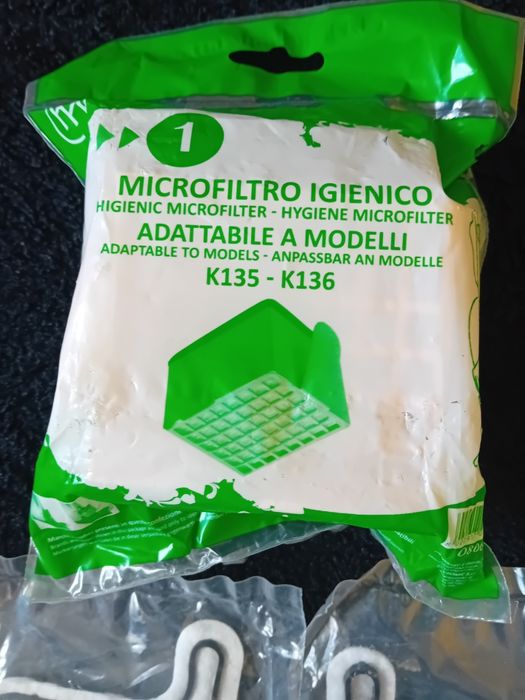 1
MICROFILTRO IGIENICO
HIGIENIC MICROFILTER - HYGIENE MICROFILTER
ADATTABILE A MODELLI
ADAPTABLE TO MODELS - ANPASSBAR AN MODELLE
K135 - K136